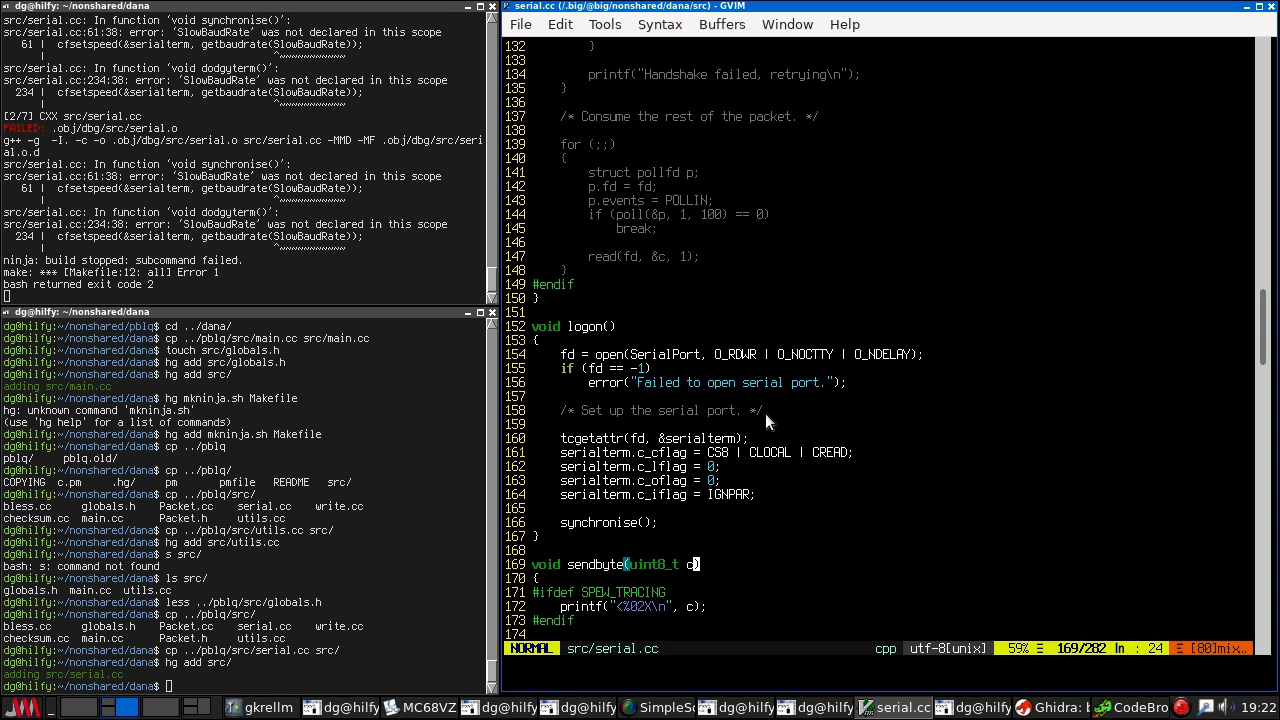 dg@hilfy: ~/nonshared/dana
src/serial.cc: In function ‘void synchronise()’:
src/serial.cc:61:38: error: ‘SlowBaudRate’ was not declared in this scope
61 | cfsetspeed(&serialterm, getbaudrate(SlowBaudRate));
| ^~~~~~~~~~~~
src/serial.cc: In function ‘void dodgyterm()’:
src/serial.cc:234:38: error: ‘SlowBaudRate’ was not declared in this scope
234 | cfsetspeed(&serialterm, getbaudrate(SlowBaudRate));
| ^~~~~~~~~~~~
[2/7] CXX src/serial.cc
FAILED: .obj/dbg/src/serial.o
g++ -g -I. -c -o .obj/dbg/src/serial.o src/serial.cc -MMD -MF .obj/dbg/src/seri
al.o.d
src/serial.cc: In function ‘void synchronise()’:
src/serial.cc:61:38: error: ‘SlowBaudRate’ was not declared in this scope
61 | cfsetspeed(&serialterm, getbaudrate(SlowBaudRate));
| ^~~~~~~~~~~~
src/serial.cc: In function ‘void dodgyterm()’:
src/serial.cc:234:38: error: ‘SlowBaudRate’ was not declared in this scope
234 | cfsetspeed(&serialterm, getbaudrate(SlowBaudRate));
| ^~~~~~~~~~~~
ninja: build stopped: subcommand failed.
make: *** [Makefile:12: all] Error 1
bash returned exit code 2
dg@hilfy: ~/nonshared/dana
dg@hilfy:~/nonshared/pblq$ cd ../dana/
dg@hilfy:~/nonshared/dana$ cp ../pblq/src/main.cc src/main.cc
dg@hilfy:~/nonshared/dana$ touch src/globals.h
dg@hilfy:~/nonshared/dana$ hg add src/globals.h
dg@hilfy:~/nonshared/dana$ hg add src/
adding src/main.cc
dg@hilfy:~/nonshared/dana$ hg mkninja.sh Makefile
hg: unknown command 'mkninja.sh'
(use 'hg help' for a list of commands)
dg@hilfy:~/nonshared/dana$ hg add mkninja.sh Makefile
dg@hilfy:~/nonshared/dana$ cp ../pblq
pblq/ pblq.old/
dg@hilfy:~/nonshared/dana$ cp ../pblq/
COPYING c.pm .hg/ pm pmfile README src/
dg@hilfy:~/nonshared/dana$ cp ../pblq/src/
bless.cc globals.h Packet.cc serial.cc write.cc
checksum.cc main.cc Packet.h utils.cc
dg@hilfy:~/nonshared/dana$ cp ../pblq/src/utils.cc src/
dg@hilfy:~/nonshared/dana$ hg add src/utils.cc
dg@hilfy:~/nonshared/dana$ s src/
bash: s: command not found
dg@hilfy:~/nonshared/dana$ ls src/
globals.h main.cc utils.cc
dg@hilfy:~/nonshared/dana$ less ../pblq/src/globals.h
dg@hilfy:~/nonshared/dana$ cp ../pblq/src/
bless.cc globals.h Packet.cc serial.cc write.cc
checksum.cc main.cc Packet.h utils.cc
dg@hilfy:~/nonshared/dana$ cp ../pblq/src/serial.cc src/
dg@hilfy:~/nonshared/dana$ hg add src/
adding src/serial.cc
dg@hilfy:~/nonshared/dana$
serial.cc (/.big/@big/nonshared/dana/src) - GVIM
File Edit Tools Syntax Buffers Window Help
132 }
133
134 printf("Handshake failed, retrying\n");
135 }
136
137 /* Consume the rest of the packet. */
138
139 for (;;)
140 {
141 struct pollfd p;
142 p.fd = fd;
143 p.events = POLLIN;
144 if (poll(&p, 1, 100) == 0)
145 break;
146
147 read(fd, &c, 1);
148 }
149 #endif
150 }
151
152 void logon()
153 {
154 fd = open(SerialPort, O_RDWR | O_NOCTTY | O_NDELAY);
155 if (fd == -1)
156 error("Failed to open serial port.");
157
158 /* Set up the serial port. */
159
160 tcgetattr(fd, &serialterm);
161 serialterm.c_cflag = CS8 | CLOCAL | CREAD;
162 serialterm.c_lflag = 0;
163 serialterm.c_oflag = 0;
164 serialterm.c_iflag = IGNPAR;
165
166 synchronise();
167 }
168
169 void sendbyte(uint8_t c)
170 {
171 #ifdef SPEW_TRACING
172 printf("<%02X\n", c);
173 #endif
174
NORMAL src/serial.cc cpp utf-8[unix] 59% Ξ 169/282 ln : 24 Ξ [80]mix…
gkrellm dg@hilfy MC68VZ dg@hilfy dg@hilfy SimpleSe dg@hilfy dg@hilfy serial.cc dg@hilfy Ghidra: b CodeBro 19:22